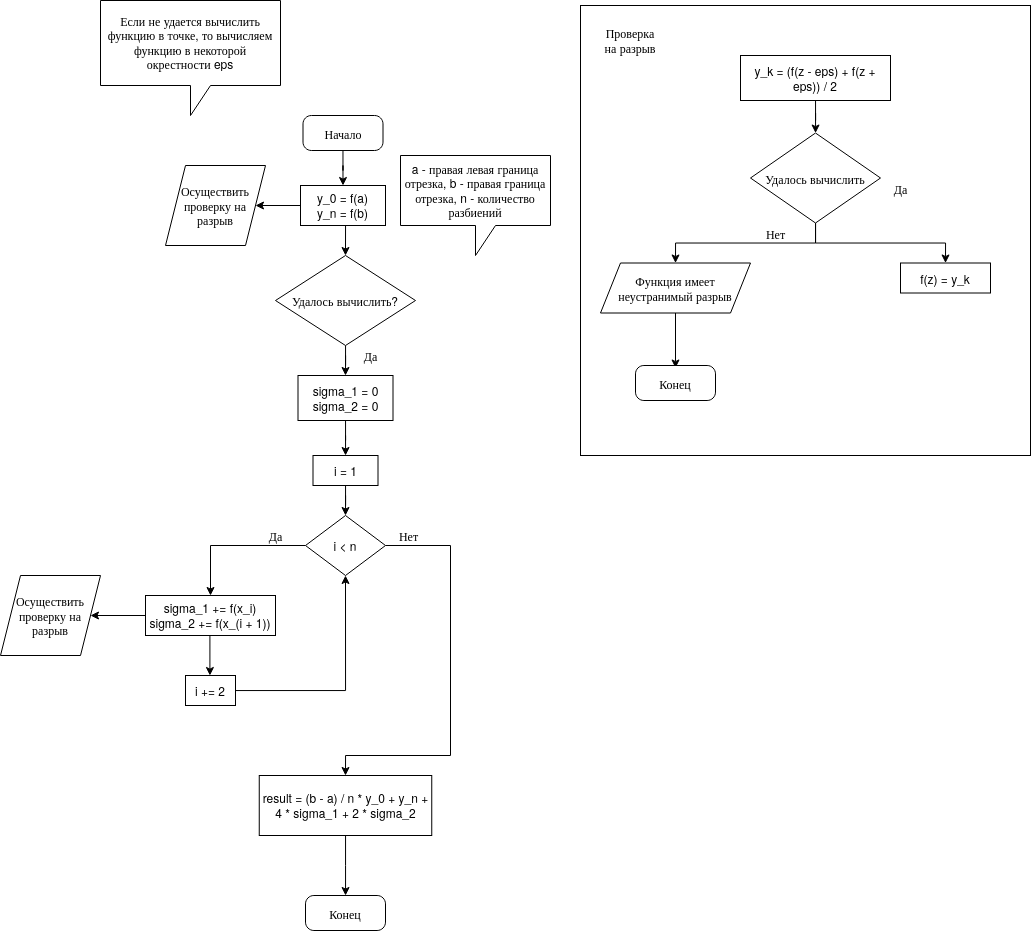 Если не удается вычислить
функцию в точке, то вычисляем
функцию в некоторой
окрестности eps
Начало
Осуществить
проверку на
разрыв
y_0 = f(a)
y_n = f(b)
a - правая левая граница
отрезка, b - правая граница
отрезка, n - количество
разбиений
Удалось вычислить?
Да
sigma_1 = 0
sigma_2 = 0
i = 1
Да
i < n
Нет
Осуществить
проверку на
разрыв
sigma_1 += f(x_i)
sigma_2 += f(x_(i + 1))
i += 2
result = (b - a) / n * y_0 + y_n +
4 * sigma_1 + 2 * sigma_2
Конец
Проверка
на разрыв
y_k = (f(z - eps) + f(z +
eps)) / 2
Удалось вычислить
Да
Нет
Функция имеет
неустранимый разрыв
f(z) = y_k
Конец